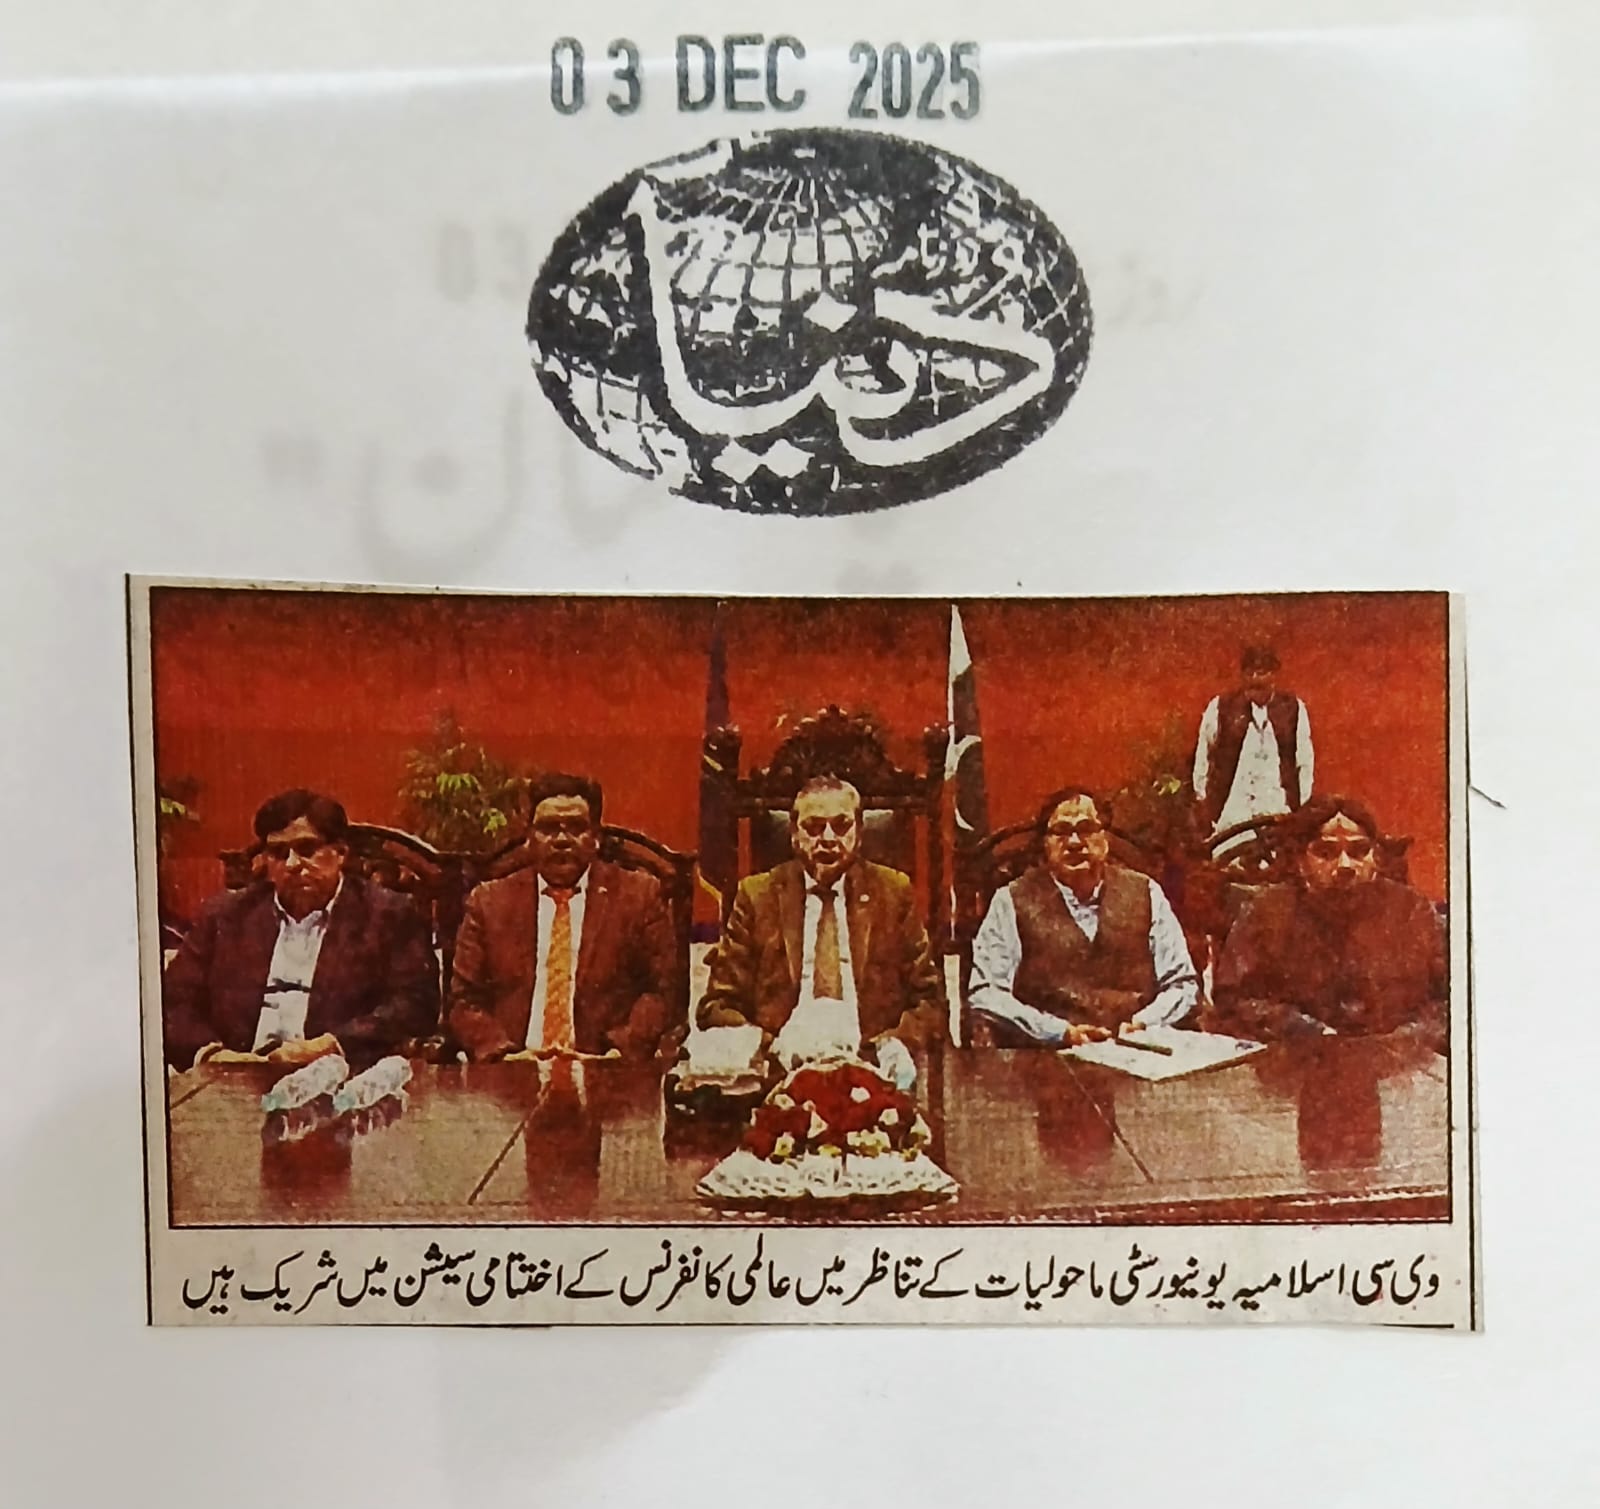 03 DEC 2025
روزنامہ
دنیا
وی سی اسلامیہ یونیورسٹی ماحولیات کے تناظر میں عالمی کانفرنس کے اختتامی سیشن میں شریک ہیں